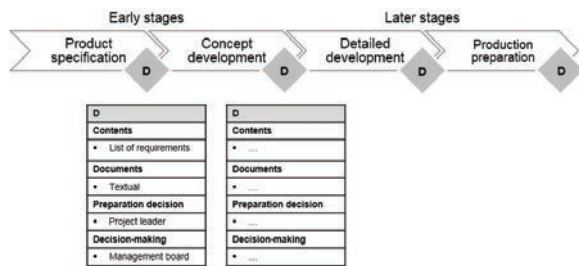 Early stages
Later stages
Product
specification
D
Concept
development
D
Detailed
development
D
Production
preparation
D
D
Contents
• List of requirements
Documents
• Textual
Preparation decision
• Project leader
Decision-making
• Management board
D
Contents
• ...
Documents
• ...
Preparation decision
• ...
Decision-making
• ...